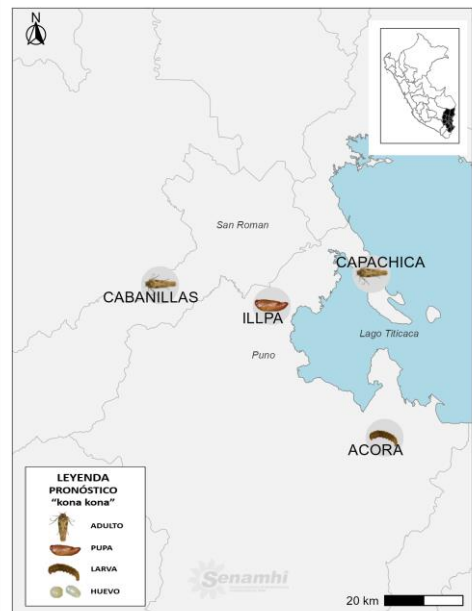 N
San Roman
CAPACHICA
CABANILLAS
ILLPA
Lago Titicaca
Puno
ACORA
LEYENDA
PRONÓSTICO
"kona kona"
ADULTO
PUPA
LARVA
HUEVO
Senamhi
20 km